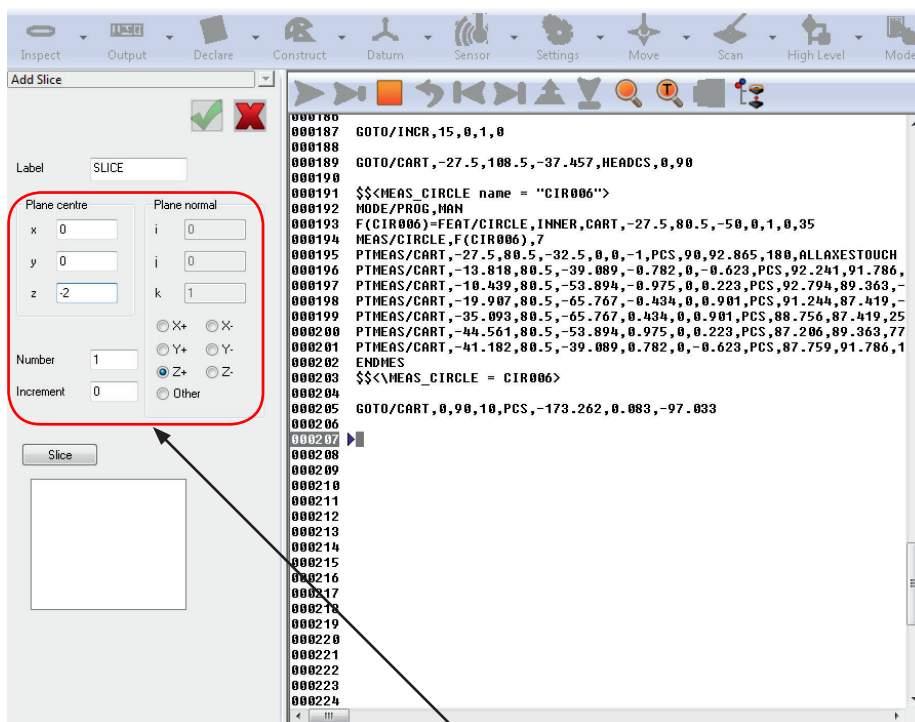 Inspect Output Declare Construct Datum Sensor Settings Move Scan High Level Mode
Add Slice
Label SLICE
Plane centre Plane normal
x 0 i 0
y 0 j 0
z -2 k 1
X+ X-
Y+ Y-
Z+ Z-
Other
Number 1
Increment 0
Slice
000186
000187 GOTO/INCR,15,0,1,0
000188
000189 GOTO/CART,-27.5,108.5,-37.457,HEADCS,0,90
000190
000191 $$<MEAS_CIRCLE name = "CIR006">
000192 MODE/PROG,MAN
000193 F(CIR006)=FEAT/CIRCLE,INNER,CART,-27.5,80.5,-50,0,1,0,35
000194 MEAS/CIRCLE,F(CIR006),7
000195 PTMEAS/CART,-27.5,80.5,-32.5,0,0,-1,PCS,90,92.865,180,ALLAXESTOUCH
000196 PTMEAS/CART,-13.818,80.5,-39.089,-0.782,0,-0.623,PCS,92.241,91.786,
000197 PTMEAS/CART,-10.439,80.5,-53.894,-0.975,0,0.223,PCS,92.794,89.363,-
000198 PTMEAS/CART,-19.907,80.5,-65.767,-0.434,0,0.901,PCS,91.244,87.419,-
000199 PTMEAS/CART,-35.093,80.5,-65.767,0.434,0,0.901,PCS,88.756,87.419,25
000200 PTMEAS/CART,-44.561,80.5,-53.894,0.975,0,0.223,PCS,87.206,89.363,77
000201 PTMEAS/CART,-41.182,80.5,-39.089,0.782,0,-0.623,PCS,87.759,91.786,1
000202 ENDMES
000203 $$<\MEAS_CIRCLE = CIR006>
000204
000205 GOTO/CART,0,90,10,PCS,-173.262,0.083,-97.033
000206
000207
000208
000209
000210
000211
000212
000213
000214
000215
000216
000217
000218
000219
000220
000221
000222
000223
000224